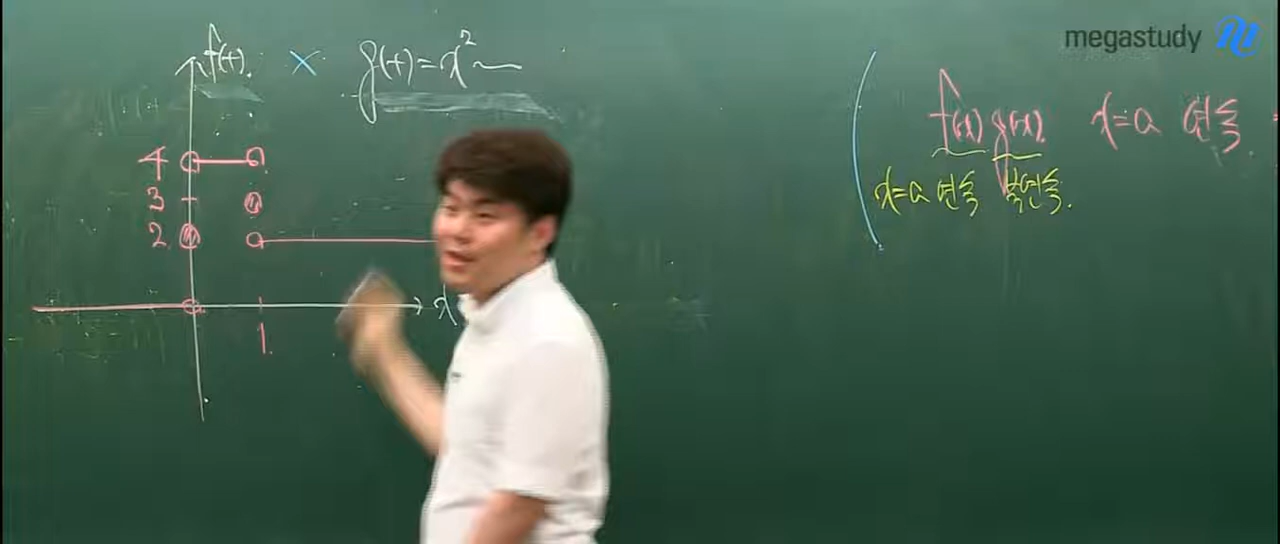 megastudy
f(t) × g(t)=x²~
4
3
2
x
1
f(x) g(x) x=a 연속
x=a 연속 불연속.